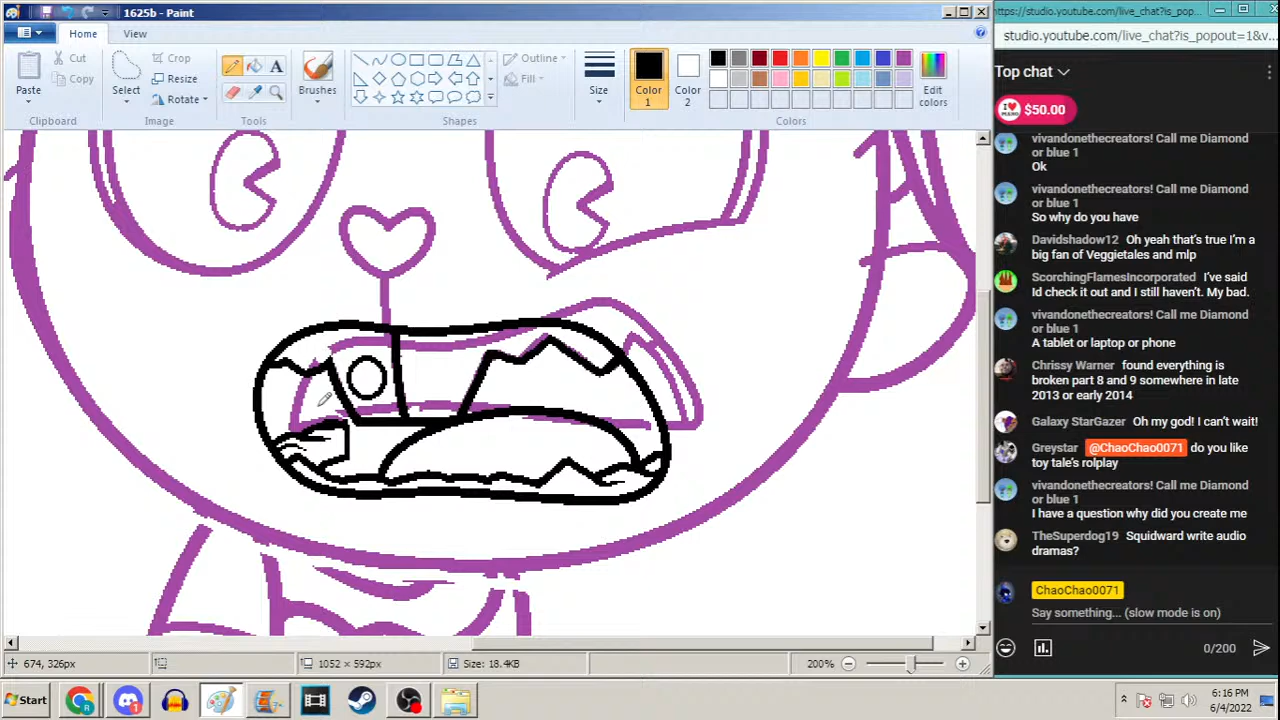 1625b - Paint
https://studio.youtube.com/live_chat?is_pop...
Home
View
studio.youtube.com/live_chat?is_popout=1&v...
Paste
Cut
Copy
Clipboard
Select
Crop
Resize
Rotate
Image
Tools
Brushes
Outline
Fill
Shapes
Size
Color
1
Color
2
Edit
colors
Colors
Top chat
I ♥
$50.00
vivandonethecreators! Call me Diamond
or blue 1
Ok
vivandonethecreators! Call me Diamond
or blue 1
So why do you have
Davidshadow12 Oh yeah that's true I'm a
big fan of Veggietales and mlp
ScorchingFlamesIncorporated I've said
Id check it out and I still haven't. My bad.
vivandonethecreators! Call me Diamond
or blue 1
A tablet or laptop or phone
Chrissy Warner found everything is
broken part 8 and 9 somewhere in late
2013 or early 2014
Galaxy StarGazer Oh my god! I can't wait!
Greystar @ChaoChao0071 do you like
toy tale's rolplay
vivandonethecreators! Call me Diamond
or blue 1
I have a question why did you create me
TheSuperdog19 Squidward write audio
dramas?
ChaoChao0071
Say something... (slow mode is on)
0/200
674, 326px
1052 × 592px
Size: 18.4KB
200%
Start
6:16 PM
6/4/2022